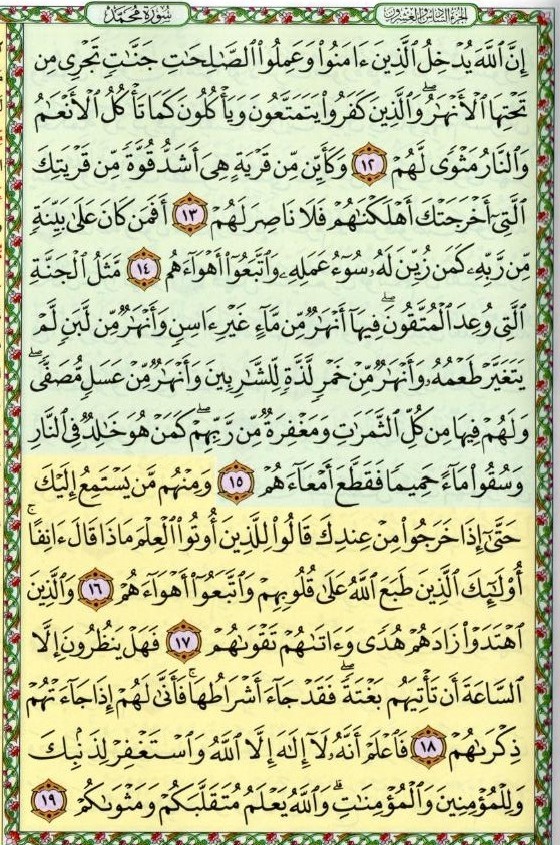 سورة محمد الجزء السادس والعشرون
إِنَّ ٱللَّهَ يُدْخِلُ ٱلَّذِينَ ءَامَنُوا۟ وَعَمِلُوا۟ ٱلصَّٰلِحَٰتِ جَنَّٰتٍ تَجْرِى مِن
تَحْتِهَا ٱلْأَنْهَٰرُ ۖ وَٱلَّذِينَ كَفَرُوا۟ يَتَمَتَّعُونَ وَيَأْكُلُونَ كَمَا تَأْكُلُ ٱلْأَنْعَٰمُ
وَٱلنَّارُ مَثْوًى لَّهُمْ ١٢ وَكَأَيِّن مِّن قَرْيَةٍ هِىَ أَشَدُّ قُوَّةً مِّن قَرْيَتِكَ
ٱلَّتِىٓ أَخْرَجَتْكَ أَهْلَكْنَٰهُمْ فَلَا نَاصِرَ لَهُمْ ١٣ أَفَمَن كَانَ عَلَىٰ بَيِّنَةٍ
مِّن رَّبِّهِۦ كَمَن زُيِّنَ لَهُۥ سُوٓءُ عَمَلِهِۦ وَٱتَّبَعُوٓا۟ أَهْوَآءَهُم ١٤ مَّثَلُ ٱلْجَنَّةِ
ٱلَّتِى وُعِدَ ٱلْمُتَّقُونَ ۖ فِيهَآ أَنْهَٰرٌ مِّن مَّآءٍ غَيْرِ ءَاسِنٍ وَأَنْهَٰرٌ مِّن لَّبَنٍ لَّمْ
يَتَغَيَّرْ طَعْمُهُۥ وَأَنْهَٰرٌ مِّنْ خَمْرٍ لَّذَّةٍ لِّلشَّٰرِبِينَ وَأَنْهَٰرٌ مِّنْ عَسَلٍ مُّصَفًّى ۖ
وَلَهُمْ فِيهَا مِن كُلِّ ٱلثَّمَرَٰتِ وَمَغْفِرَةٌ مِّن رَّبِّهِمْ ۖ كَمَنْ هُوَ خَٰلِدٌ فِى ٱلنَّارِ
وَسُقُوا۟ مَآءً حَمِيمًا فَقَطَّعَ أَمْعَآءَهُمْ ١٥ وَمِنْهُم مَّن يَسْتَمِعُ إِلَيْكَ
حَتَّىٰٓ إِذَا خَرَجُوا۟ مِنْ عِندِكَ قَالُوا۟ لِلَّذِينَ أُوتُوا۟ ٱلْعِلْمَ مَاذَا قَالَ ءَانِفًا ۚ
أُو۟لَٰٓئِكَ ٱلَّذِينَ طَبَعَ ٱللَّهُ عَلَىٰ قُلُوبِهِمْ وَٱتَّبَعُوٓا۟ أَهْوَآءَهُمْ ١٦ وَٱلَّذِينَ
ٱهْتَدَوْا۟ زَادَهُمْ هُدًى وَءَاتَىٰهُمْ تَقْوَىٰهُمْ ١٧ فَهَلْ يَنظُرُونَ إِلَّا
ٱلسَّاعَةَ أَن تَأْتِيَهُم بَغْتَةً ۖ فَقَدْ جَآءَ أَشْرَاطُهَا ۚ فَأَنَّىٰ لَهُمْ إِذَا جَآءَتْهُمْ
ذِكْرَىٰهُمْ ١٨ فَٱعْلَمْ أَنَّهُۥ لَآ إِلَٰهَ إِلَّا ٱللَّهُ وَٱسْتَغْفِرْ لِذَنۢبِكَ
وَلِلْمُؤْمِنِينَ وَٱلْمُؤْمِنَٰتِ ۗ وَٱللَّهُ يَعْلَمُ مُتَقَلَّبَكُمْ وَمَثْوَىٰكُمْ ١٩